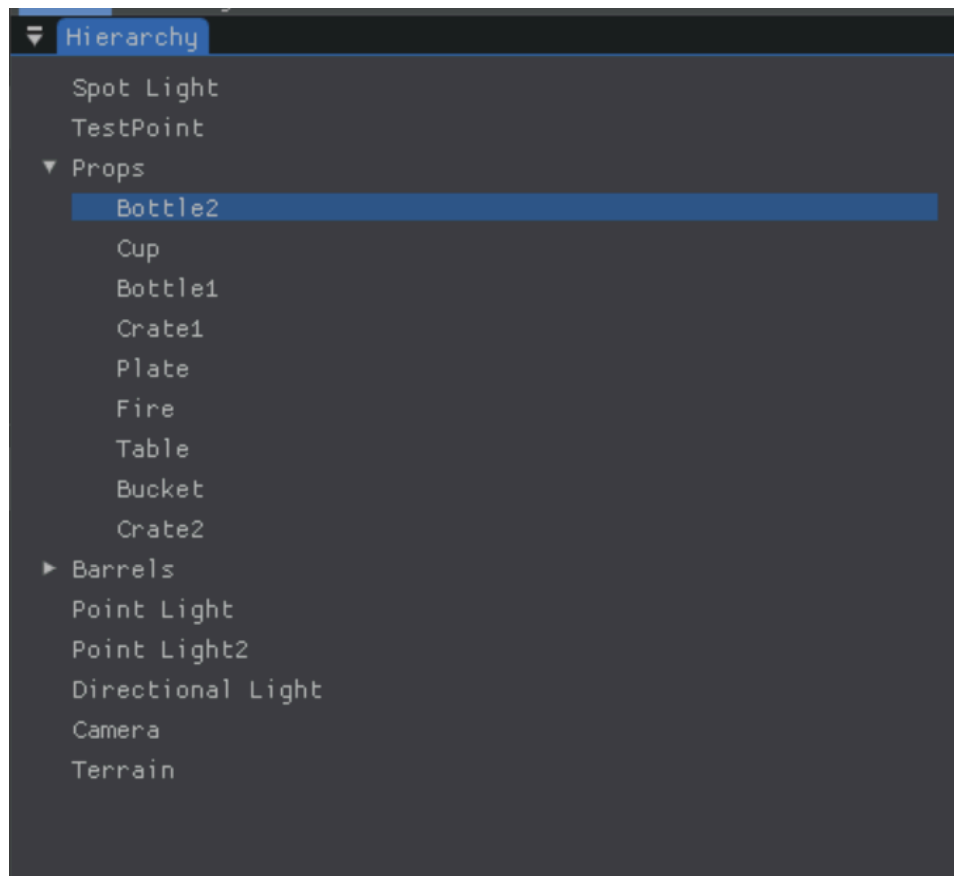 Hierarchy
Spot Light
TestPoint
Props
Bottle2
Cup
Bottle1
Crate1
Plate
Fire
Table
Bucket
Crate2
Barrels
Point Light
Point Light2
Directional Light
Camera
Terrain